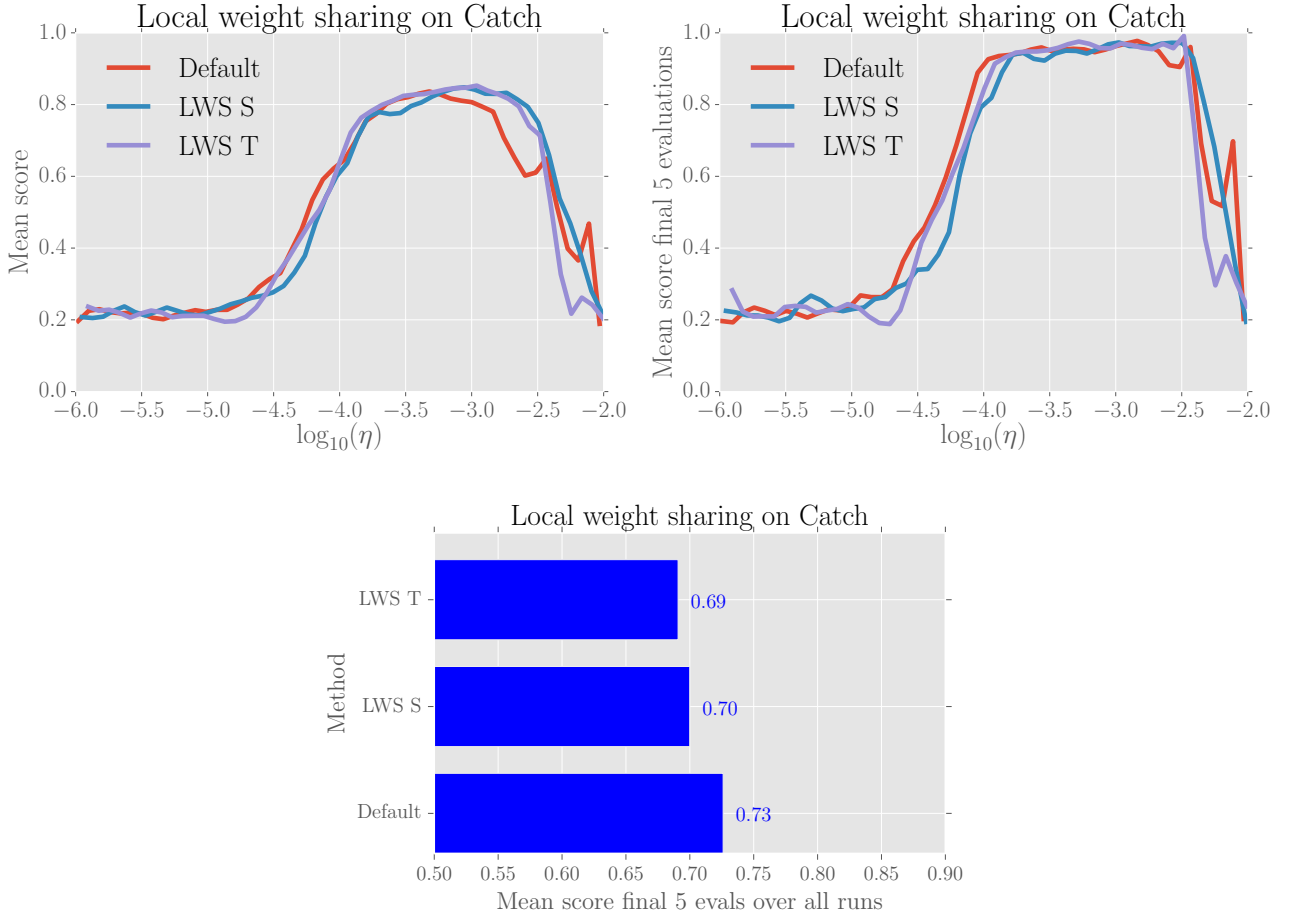 Local weight sharing on Catch
Mean score
1.0
0.8
0.6
0.4
0.2
0.0
Default
LWS S
LWS T
−6.0 −5.5 −5.0 −4.5 −4.0 −3.5 −3.0 −2.5 −2.0
log₁₀(η)
Local weight sharing on Catch
Mean score final 5 evaluations
1.0
0.8
0.6
0.4
0.2
0.0
Default
LWS S
LWS T
−6.0 −5.5 −5.0 −4.5 −4.0 −3.5 −3.0 −2.5 −2.0
log₁₀(η)
Local weight sharing on Catch
Method
LWS T 0.69
LWS S 0.70
Default 0.73
0.50 0.55 0.60 0.65 0.70 0.75 0.80 0.85 0.90
Mean score final 5 evals over all runs